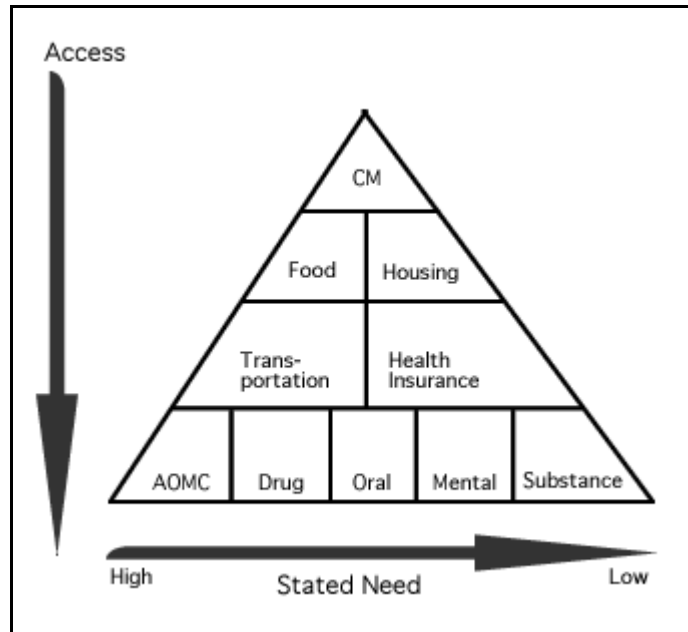 Access
CM
Food
Housing
Trans-
portation
Health
Insurance
AOMC
Drug
Oral
Mental
Substance
High
Stated Need
Low